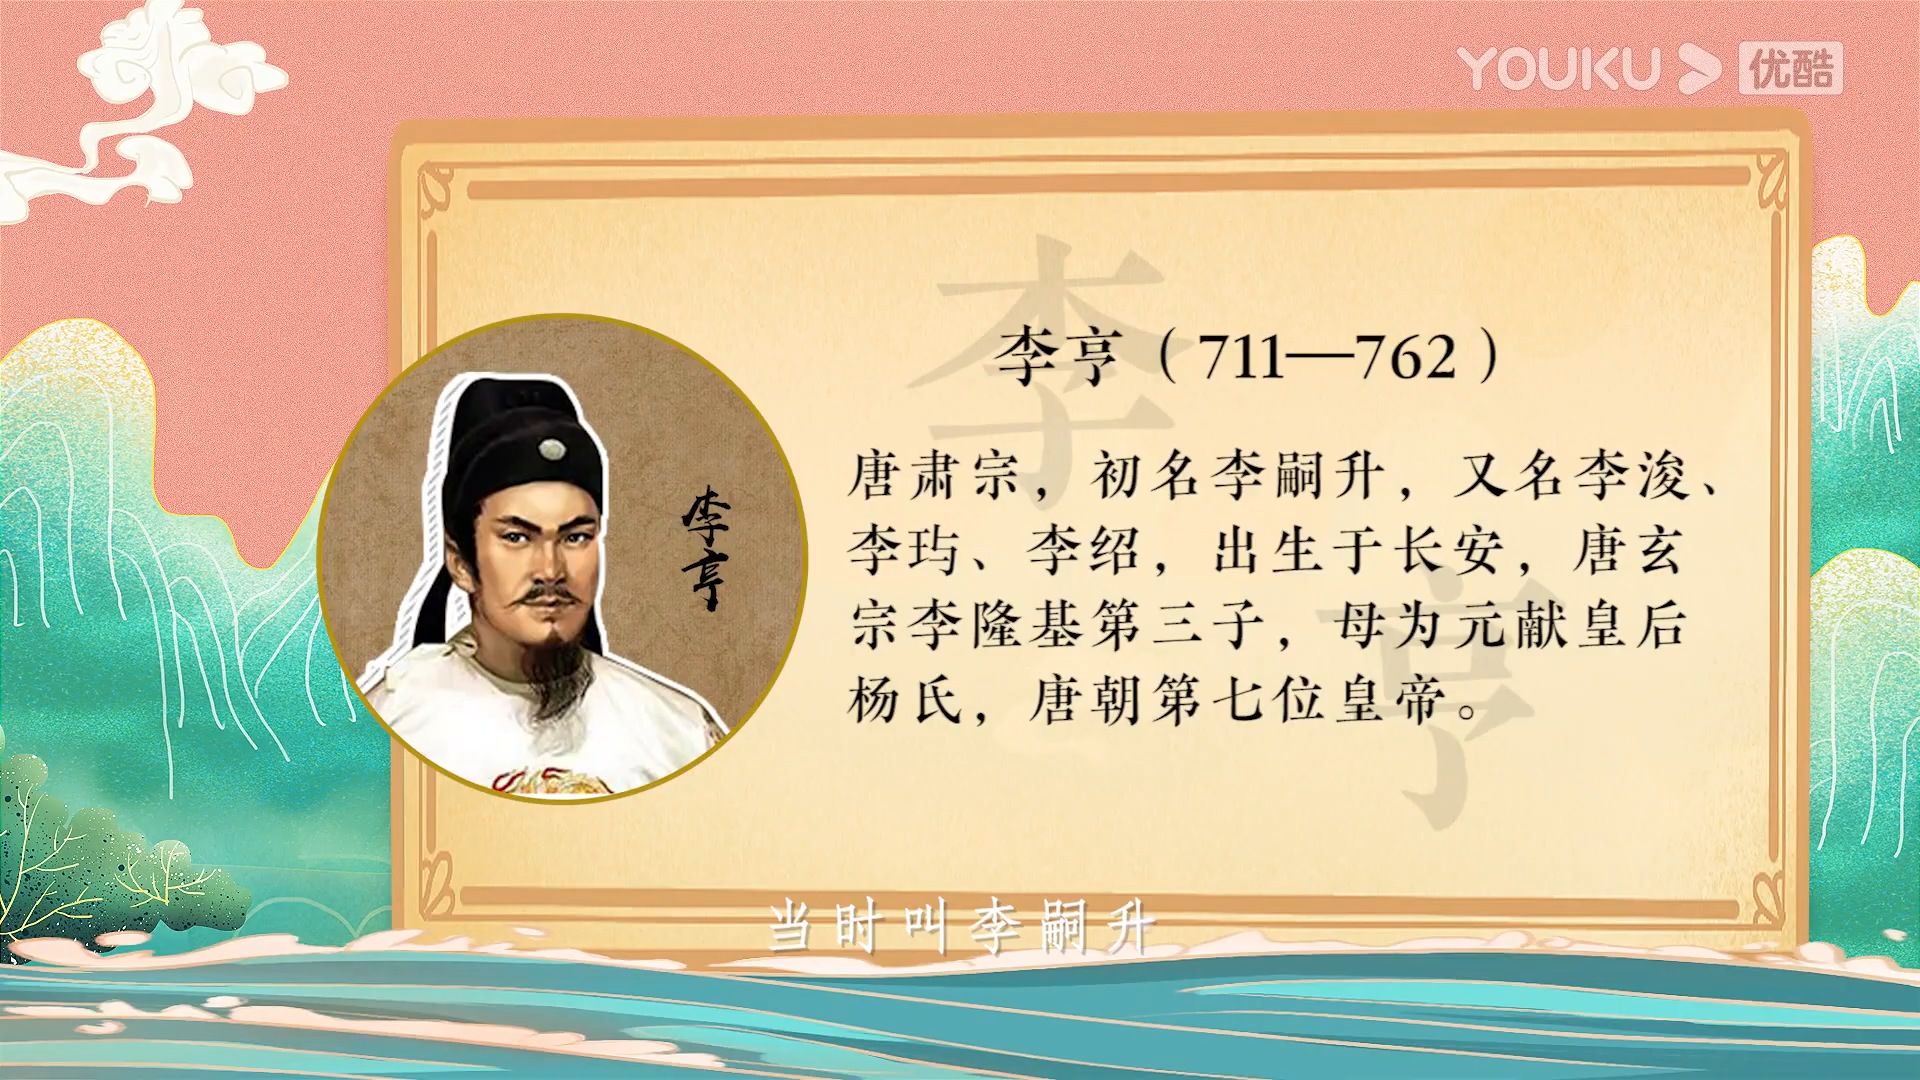 YOUKU 优酷
李亨（711—762）
唐肃宗，初名李嗣升，又名李浚、
李玙、李绍，出生于长安，唐玄
宗李隆基第三子，母为元献皇后
杨氏，唐朝第七位皇帝。
李亨
李亨
当时叫李嗣升